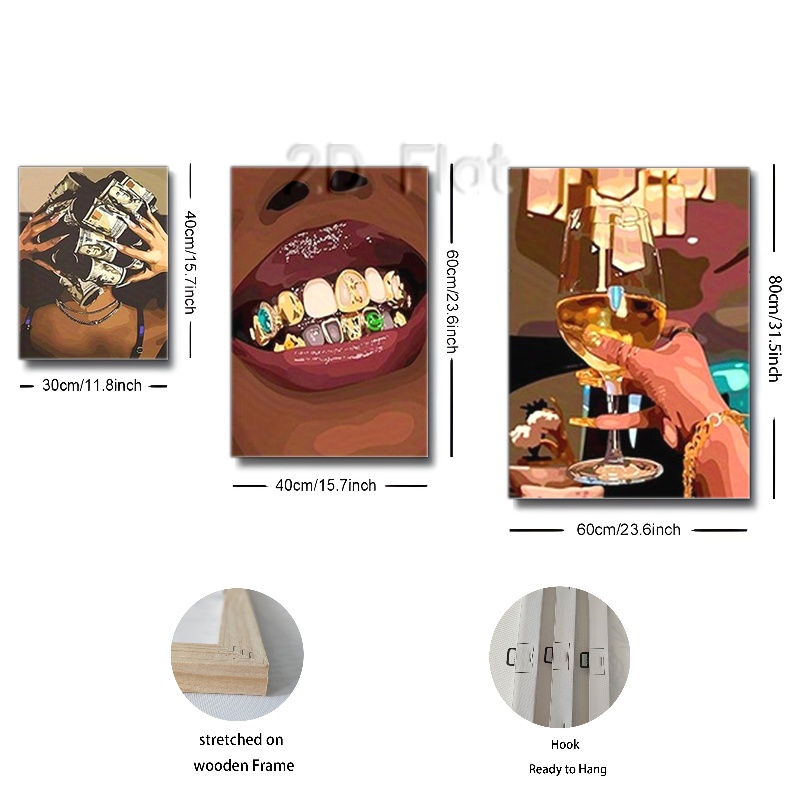 2D Flat
40cm/15.7inch
60cm/23.6inch
80cm/31.5inch
30cm/11.8inch
40cm/15.7inch
60cm/23.6inch
stretched on
wooden Frame
Hook
Ready to Hang